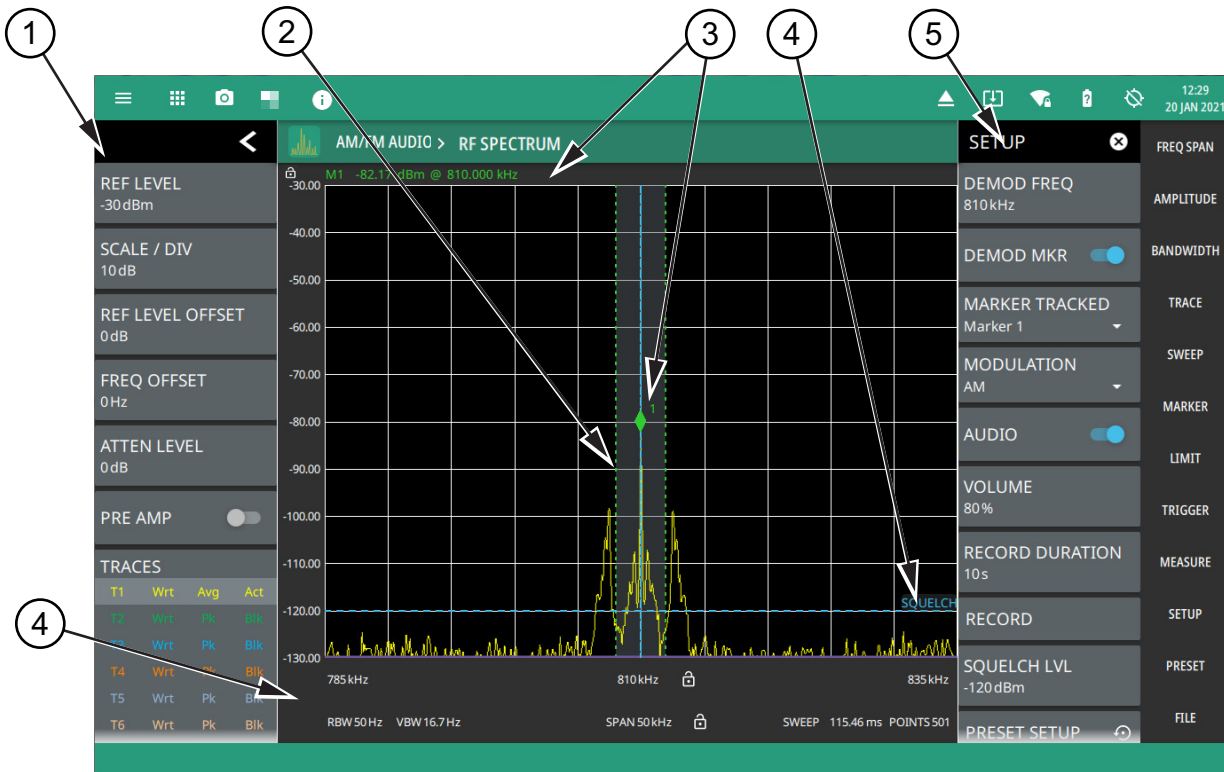 1
2
3
4
5
12:29
20 JAN 2021
AM/FM AUDIO > RF SPECTRUM
M1 -82.17 dBm @ 810.000 kHz
REF LEVEL
-30 dBm
SCALE / DIV
10 dB
REF LEVEL OFFSET
0 dB
FREQ OFFSET
0 Hz
ATTEN LEVEL
0 dB
PRE AMP
TRACES
T1 Wrt Avg Act
T2 Wrt Pk Blk
T3 Wrt Pk Blk
T4 Wrt Pk Blk
T5 Wrt Pk Blk
T6 Wrt Pk Blk
4
-30.00
-40.00
-50.00
-60.00
-70.00
-80.00
-90.00
-100.00
-110.00
-120.00
-130.00
1
SQUELCH
785 kHz 810 kHz 835 kHz
RBW 50 Hz VBW 16.7 Hz SPAN 50 kHz SWEEP 115.46 ms POINTS 501
SETUP
DEMOD FREQ
810 kHz
DEMOD MKR
MARKER TRACKED
Marker 1
MODULATION
AM
AUDIO
VOLUME
80%
RECORD DURATION
10 s
RECORD
SQUELCH LVL
-120 dBm
PRESET SETUP
FREQ SPAN
AMPLITUDE
BANDWIDTH
TRACE
SWEEP
MARKER
LIMIT
TRIGGER
MEASURE
SETUP
PRESET
FILE